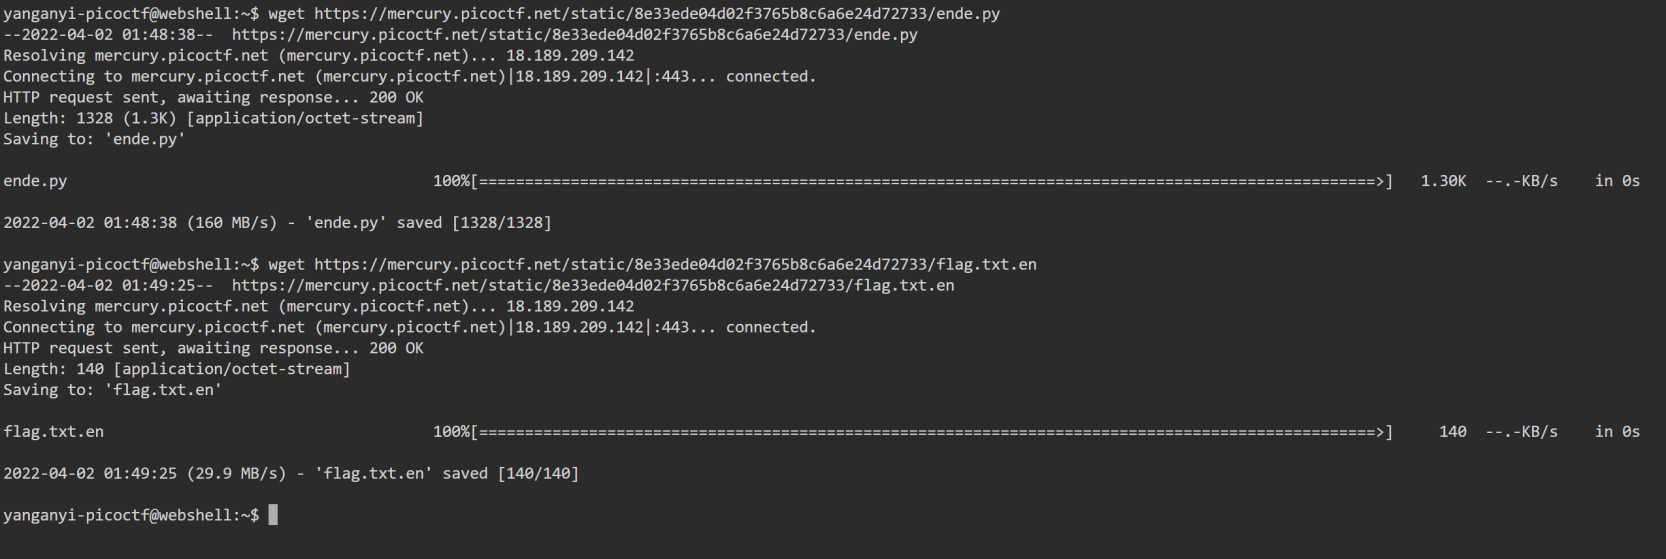 yanganyi-picoctf@webshell:~$ wget https://mercury.picoctf.net/static/8e33ede04d02f3765b8c6a6e24d72733/ende.py
--2022-04-02 01:48:38--  https://mercury.picoctf.net/static/8e33ede04d02f3765b8c6a6e24d72733/ende.py
Resolving mercury.picoctf.net (mercury.picoctf.net)... 18.189.209.142
Connecting to mercury.picoctf.net (mercury.picoctf.net)|18.189.209.142|:443... connected.
HTTP request sent, awaiting response... 200 OK
Length: 1328 (1.3K) [application/octet-stream]
Saving to: 'ende.py'
ende.py                                        100%[==================================================================================================>]   1.30K  --.-KB/s    in 0s
2022-04-02 01:48:38 (160 MB/s) - 'ende.py' saved [1328/1328]
yanganyi-picoctf@webshell:~$ wget https://mercury.picoctf.net/static/8e33ede04d02f3765b8c6a6e24d72733/flag.txt.en
--2022-04-02 01:49:25--  https://mercury.picoctf.net/static/8e33ede04d02f3765b8c6a6e24d72733/flag.txt.en
Resolving mercury.picoctf.net (mercury.picoctf.net)... 18.189.209.142
Connecting to mercury.picoctf.net (mercury.picoctf.net)|18.189.209.142|:443... connected.
HTTP request sent, awaiting response... 200 OK
Length: 140 [application/octet-stream]
Saving to: 'flag.txt.en'
flag.txt.en                                    100%[==================================================================================================>]     140  --.-KB/s    in 0s
2022-04-02 01:49:25 (29.9 MB/s) - 'flag.txt.en' saved [140/140]
yanganyi-picoctf@webshell:~$